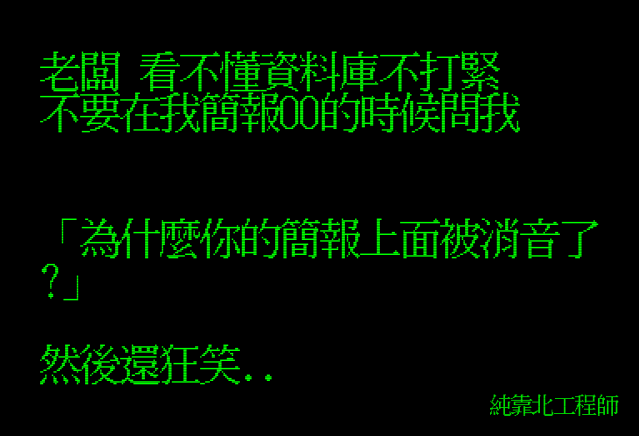 老闆 看不懂資料庫不打緊
不要在我簡報OO的時候問我
「為什麼你的簡報上面被消音了
?」
然後還狂笑..
純靠北工程師